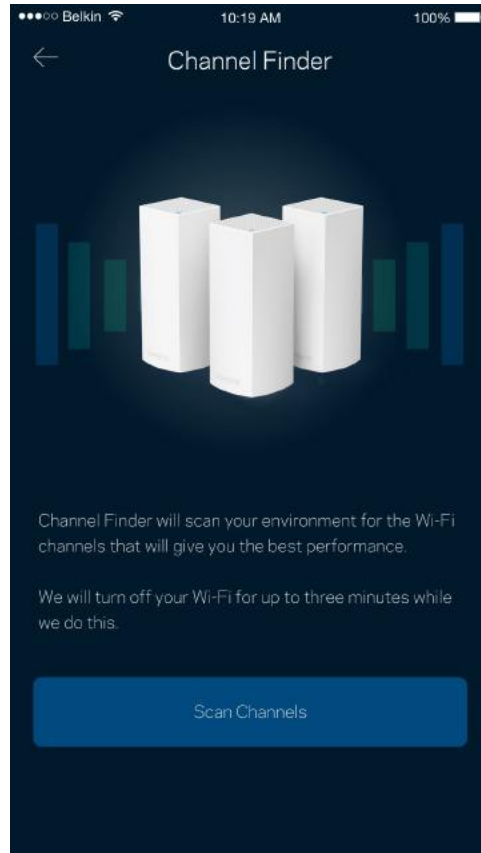 Belkin 10:19 AM 100%
Channel Finder
Channel Finder will scan your environment for the Wi-Fi
channels that will give you the best performance.
We will turn off your Wi-Fi for up to three minutes while
we do this.
Scan Channels